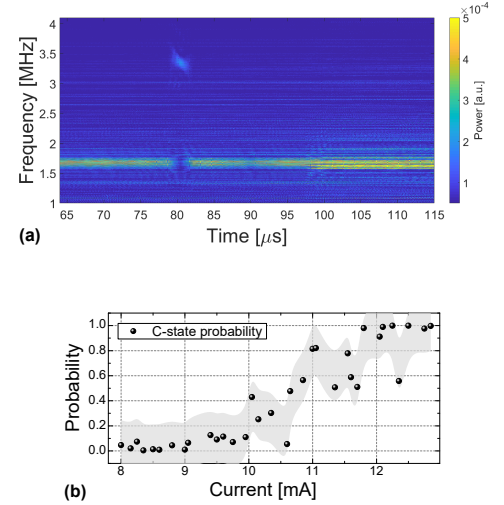 4
3.5
3
2.5
2
1.5
1
Frequency [MHz]
65 70 75 80 85 90 95 100 105 110 115
Time [μs]
×10⁻⁴
5
4
3
2
1
Power [a.u.]
(a)
1.0
0.8
0.6
0.4
0.2
0.0
Probability
C-state probability
8 9 10 11 12
Current [mA]
(b)